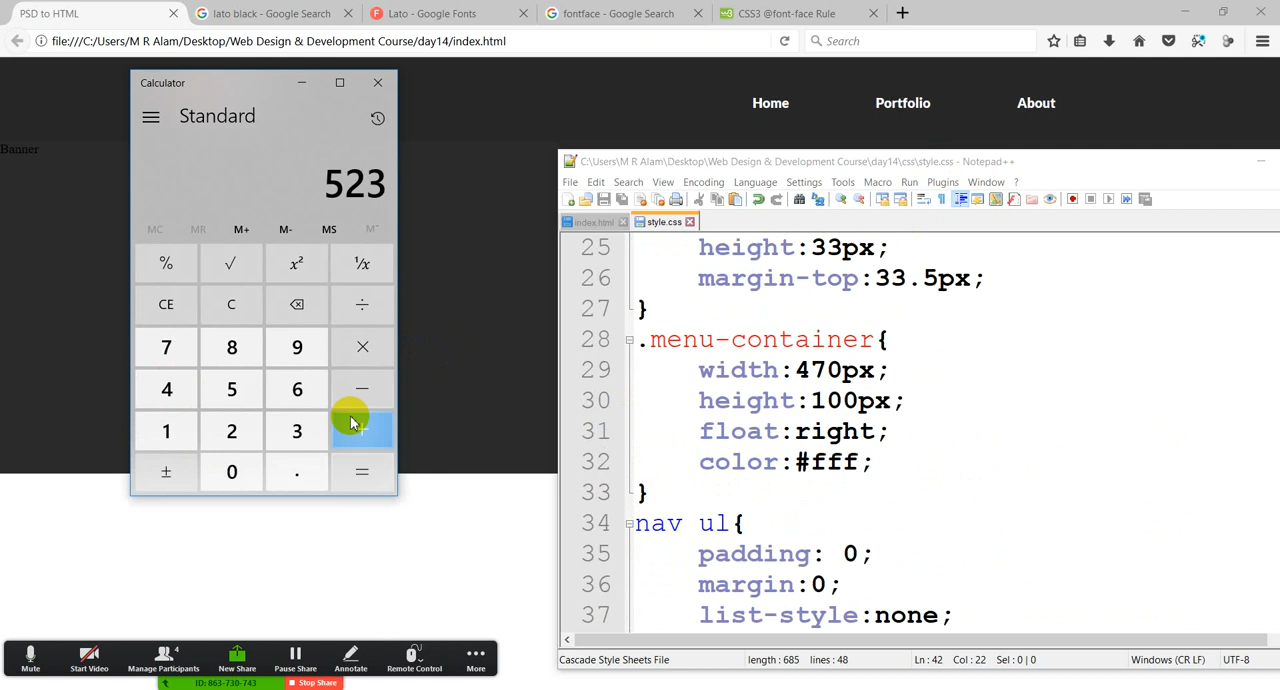 PSD to HTML
lato black - Google Search
Lato - Google Fonts
fontface - Google Search
CSS3 @font-face Rule
file:///C:/Users/M R Alam/Desktop/Web Design & Development Course/day14/index.html
Search
Home
Portfolio
About
Banner
Calculator
Standard
523
MC MR M+ M- MS
% √ x² ¹/x
CE C ÷
7 8 9 ×
4 5 6 −
1 2 3 +
± 0 . =
C:\Users\M R Alam\Desktop\Web Design & Development Course\day14\css\style.css - Notepad++
File Edit Search View Encoding Language Settings Tools Macro Run Plugins Window ?
index.html
style.css
25 height:33px;
26 margin-top:33.5px;
27 }
28 .menu-container{
29 width:470px;
30 height:100px;
31 float:right;
32 color:#fff;
33 }
34 nav ul{
35 padding: 0;
36 margin:0;
37 list-style:none;
Cascade Style Sheets File
length : 685 lines : 48
Ln : 42 Col : 22 Sel : 0 | 0
Windows (CR LF)
UTF-8
4
Mute
Start Video
Manage Participants
New Share
Pause Share
Annotate
Remote Control
More
ID: 863-730-743
Stop Share